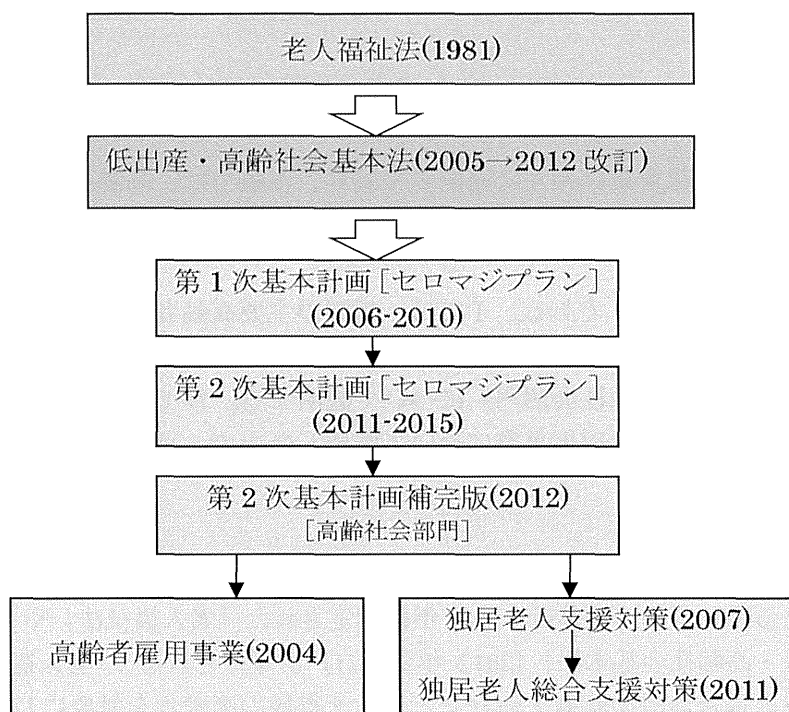 老人福祉法(1981)
低出産・高齢社会基本法(2005→2012 改訂)
第 1 次基本計画［セロマジプラン］
(2006-2010)
第 2 次基本計画［セロマジプラン］
(2011-2015)
第 2 次基本計画補完版(2012)
［高齢社会部門］
高齢者雇用事業(2004)
独居老人支援対策(2007)
独居老人総合支援対策(2011)